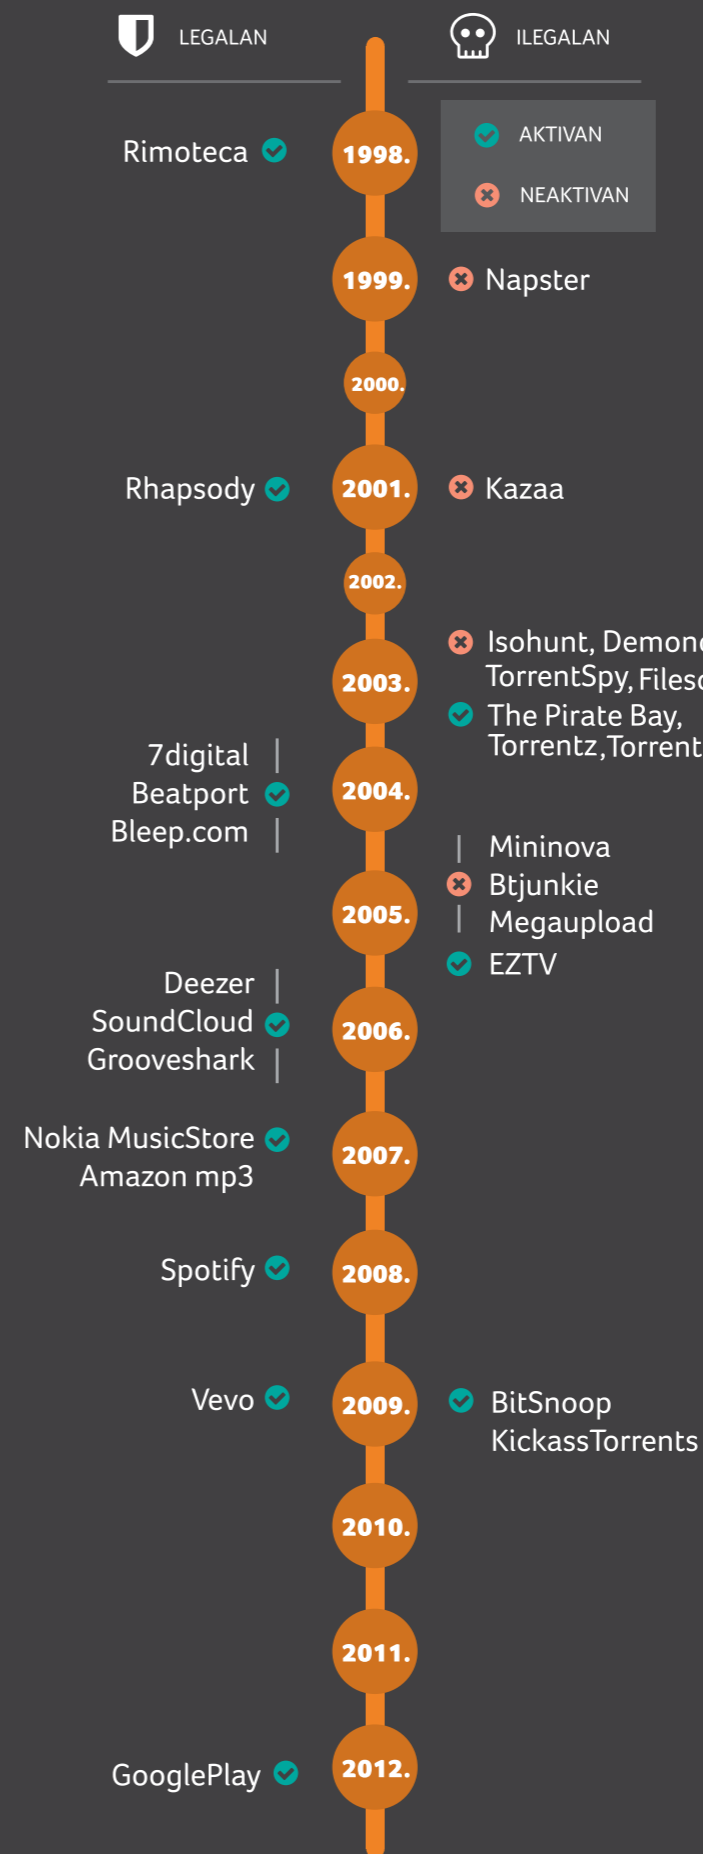 LEGALAN
ILEGALAN
AKTIVAN
NEAKTIVAN
Rimoteca
1998.
1999.
Napster
2000.
Rhapsody
2001.
Kazaa
2002.
2003.
Isohunt,
TorrentSpy,
The Pirate Bay,
Torrentz,
7digital
Beatport
Bleep.com
2004.
2005.
Mininova
Btjunkie
Megaupload
EZTV
Deezer
SoundCloud
Grooveshark
2006.
Nokia MusicStore
Amazon mp3
2007.
Spotify
2008.
Vevo
2009.
BitSnoop
KickassTorrents
2010.
2011.
GooglePlay
2012.